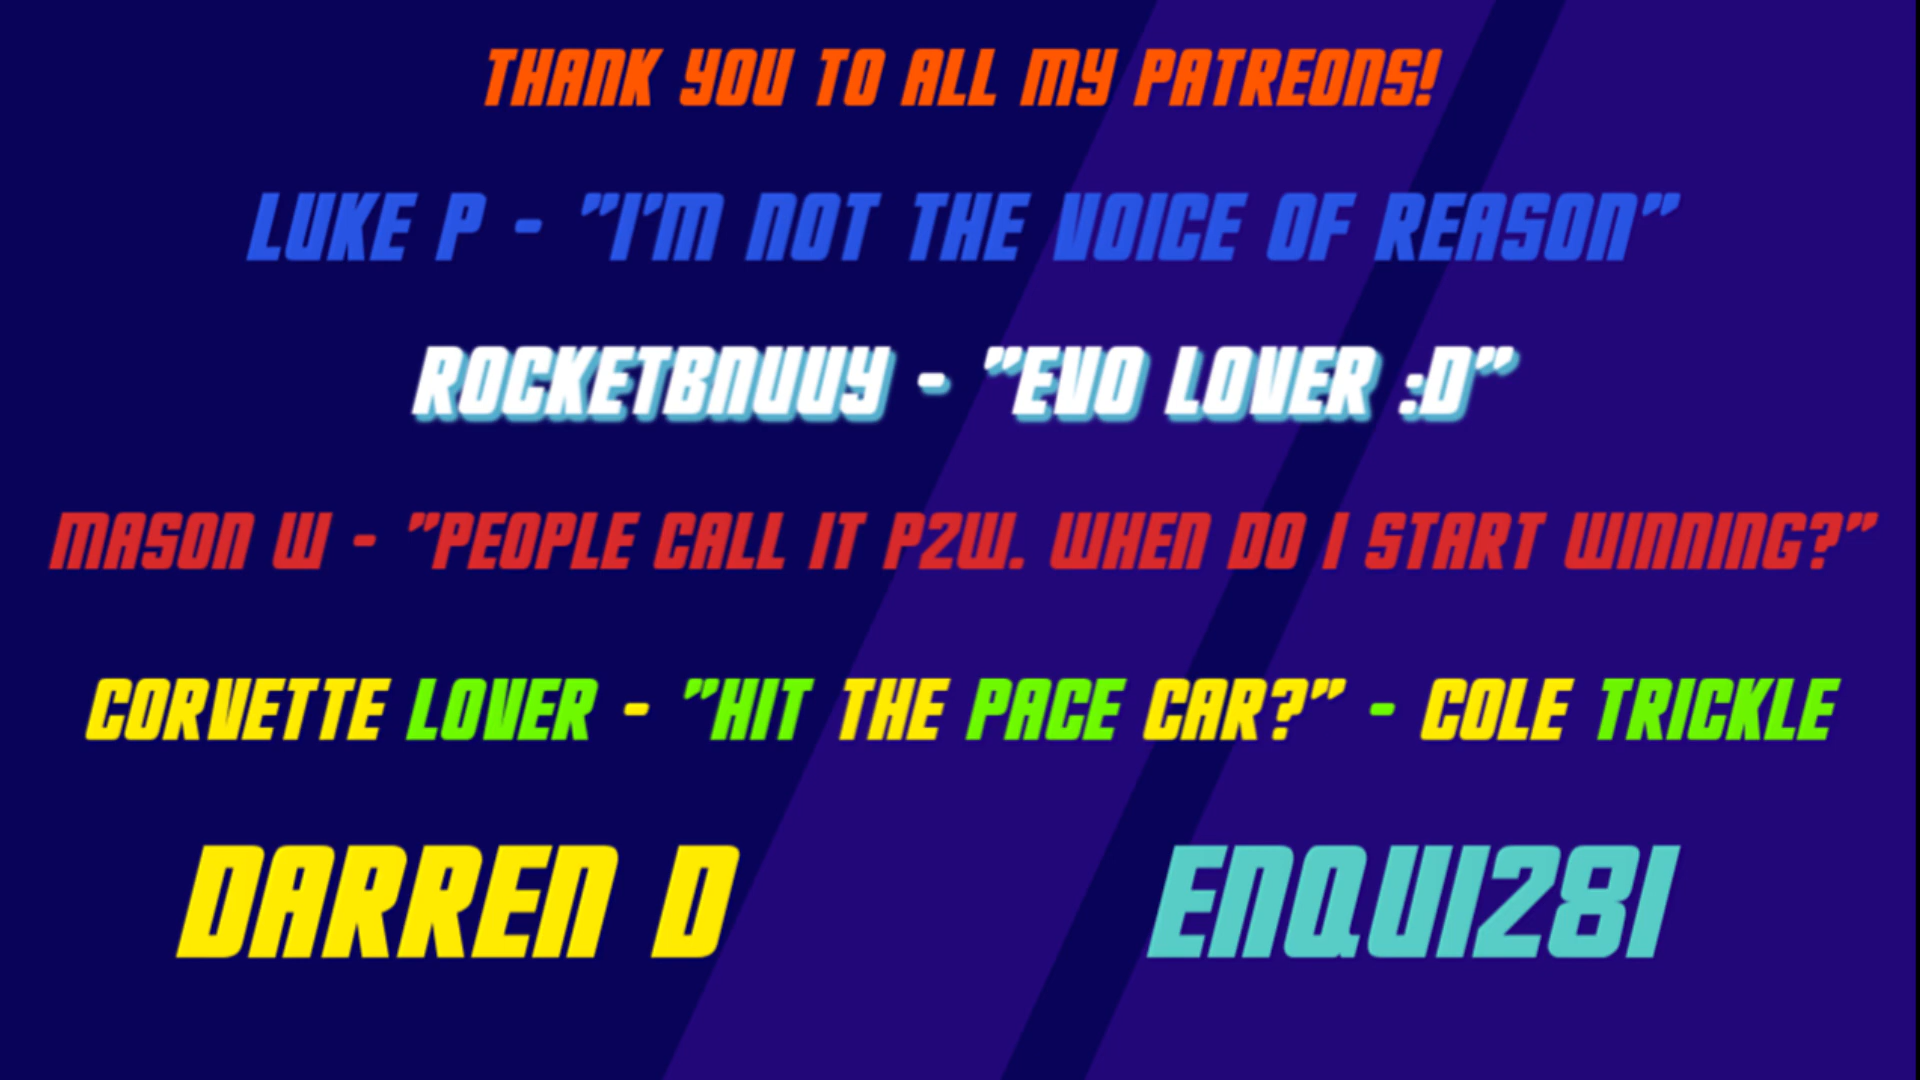 THANK YOU TO ALL MY PATREONS!
LUKE P - "I'M NOT THE VOICE OF REASON"
ROCKETBNUUY - "EVO LOVER :D"
MASON W - "PEOPLE CALL IT P2W. WHEN DO I START WINNING?"
CORVETTE LOVER - "HIT THE PACE CAR?" - COLE TRICKLE
DARREN D
ENQU1281